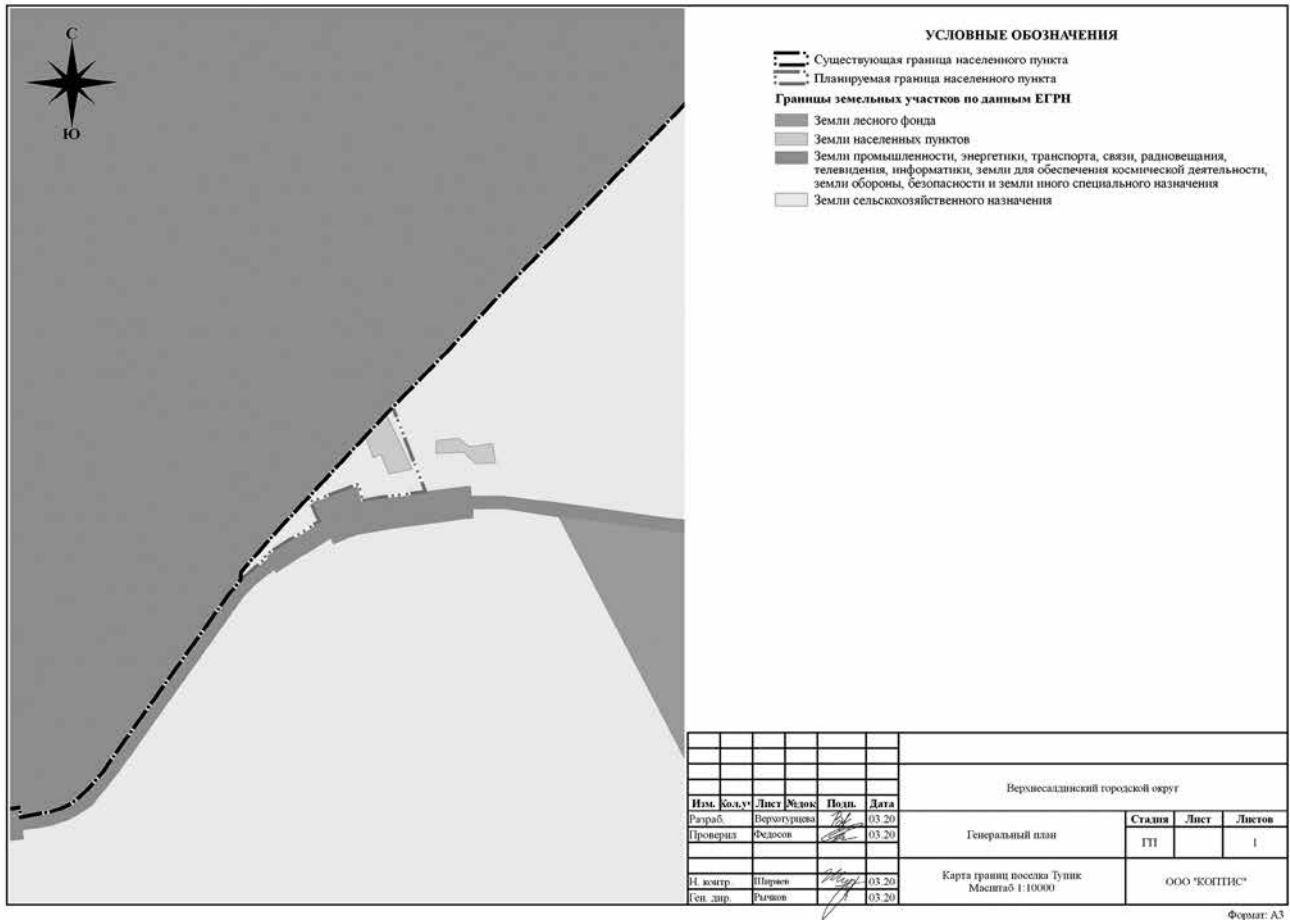 С
Ю
УСЛОВНЫЕ ОБОЗНАЧЕНИЯ
Существующая граница населенного пункта
Планируемая граница населенного пункта
Границы земельных участков по данным ЕГРН
Земли лесного фонда
Земли населенных пунктов
Земли промышленности, энергетики, транспорта, связи, радиовещания,
телевидения, информатики, земли для обеспечения космической деятельности,
земли обороны, безопасности и земли иного специального назначения
Земли сельскохозяйственного назначения
Верхнесалдинский городской округ
Изм. Кол.уч Лист №док Подп. Дата
Разраб. Верхотурцева 03.20
Проверил Федосов 03.20
Генеральный план
Стадия Лист Листов
ГП 1
Н. контр. Ширяев 03.20
Ген. дир. Рычков 03.20
Карта границ поселка Тупик
Масштаб 1:10000
ООО "КОПТИС"
Формат: А3